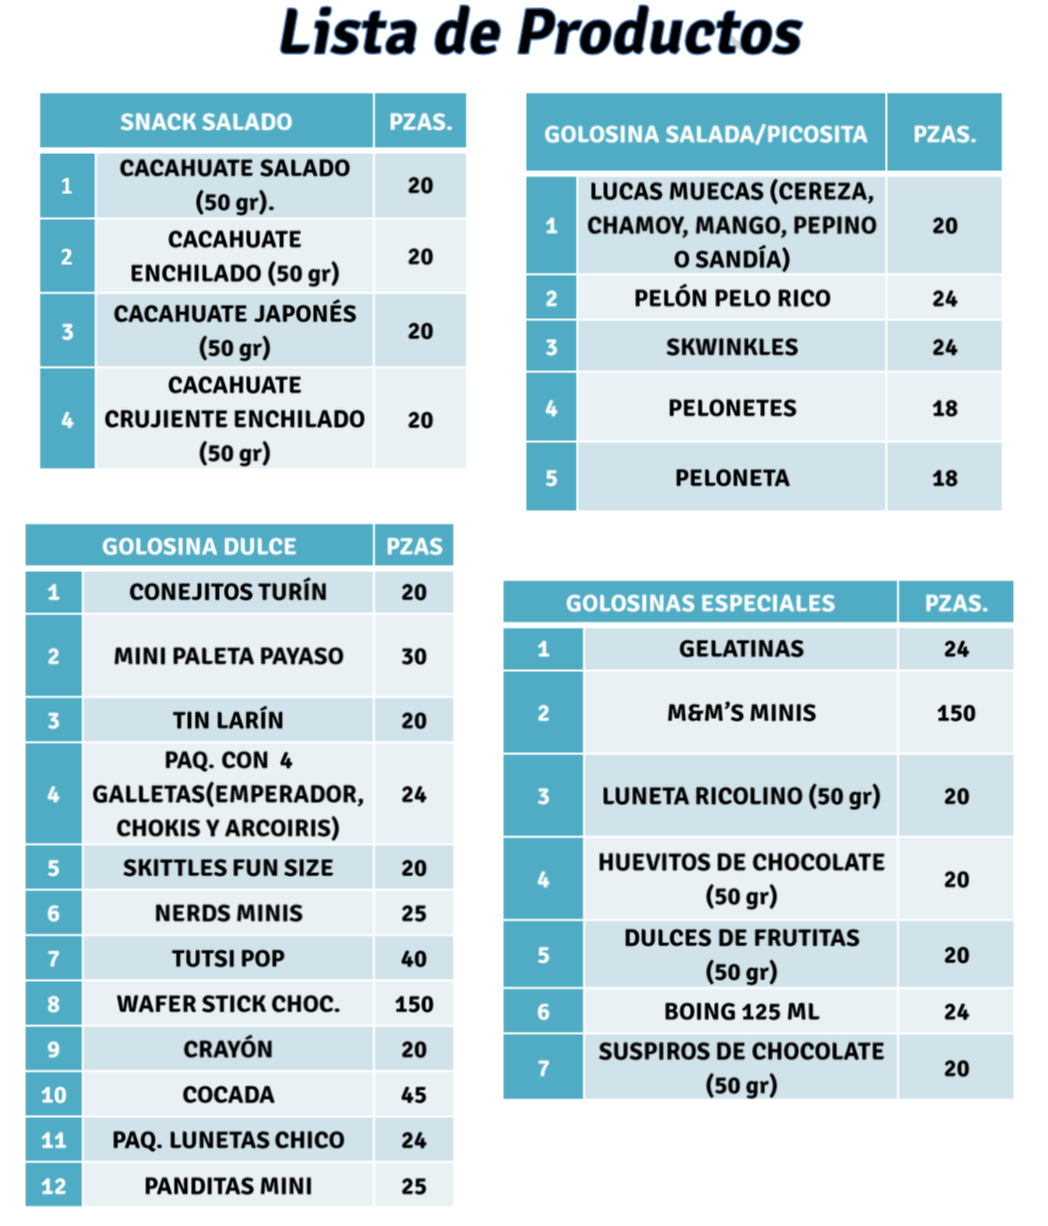 Lista de Productos
SNACK SALADO PZAS.
1 CACAHUATE SALADO
(50 gr). 20
2 CACAHUATE
ENCHILADO (50 gr) 20
3 CACAHUATE JAPONÉS
(50 gr) 20
4 CACAHUATE
CRUJIENTE ENCHILADO
(50 gr) 20
GOLOSINA SALADA/PICOSITA PZAS.
1 LUCAS MUECAS (CEREZA,
CHAMOY, MANGO, PEPINO
O SANDÍA) 20
2 PELÓN PELO RICO 24
3 SKWINKLES 24
4 PELONETES 18
5 PELONETA 18
GOLOSINA DULCE PZAS
1 CONEJITOS TURÍN 20
2 MINI PALETA PAYASO 30
3 TIN LARÍN 20
4 PAQ. CON 4
GALLETAS(EMPERADOR,
CHOKIS Y ARCOIRIS) 24
5 SKITTLES FUN SIZE 20
6 NERDS MINIS 25
7 TUTSI POP 40
8 WAFER STICK CHOC. 150
9 CRAYÓN 20
10 COCADA 45
11 PAQ. LUNETAS CHICO 24
12 PANDITAS MINI 25
GOLOSINAS ESPECIALES PZAS.
1 GELATINAS 24
2 M&M’S MINIS 150
3 LUNETA RICOLINO (50 gr) 20
4 HUEVITOS DE CHOCOLATE
(50 gr) 20
5 DULCES DE FRUTITAS
(50 gr) 20
6 BOING 125 ML 24
7 SUSPIROS DE CHOCOLATE
(50 gr) 20